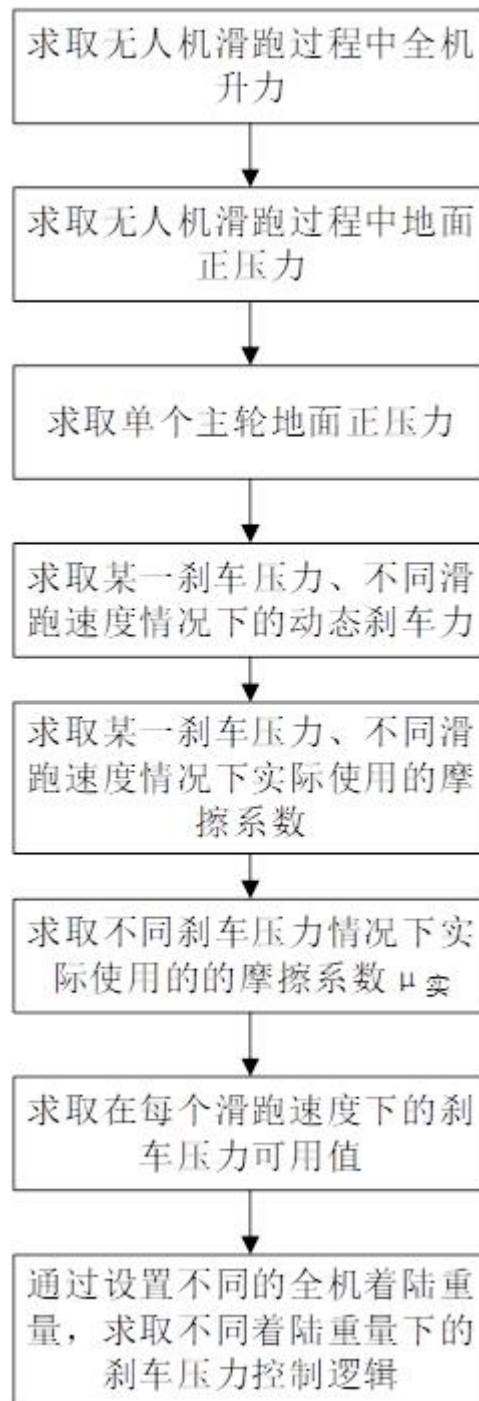 求取无人机滑跑过程中全机
升力
求取无人机滑跑过程中地面
正压力
求取单个主轮地面正压力
求取某一刹车压力、不同滑
跑速度情况下的动态刹车力
求取某一刹车压力、不同滑
跑速度情况下实际使用的摩
擦系数
求取不同刹车压力情况下实
际使用的的摩擦系数μ实
求取在每个滑跑速度下的刹
车压力可用值
通过设置不同的全机着陆重
量，求取不同着陆重量下的
刹车压力控制逻辑